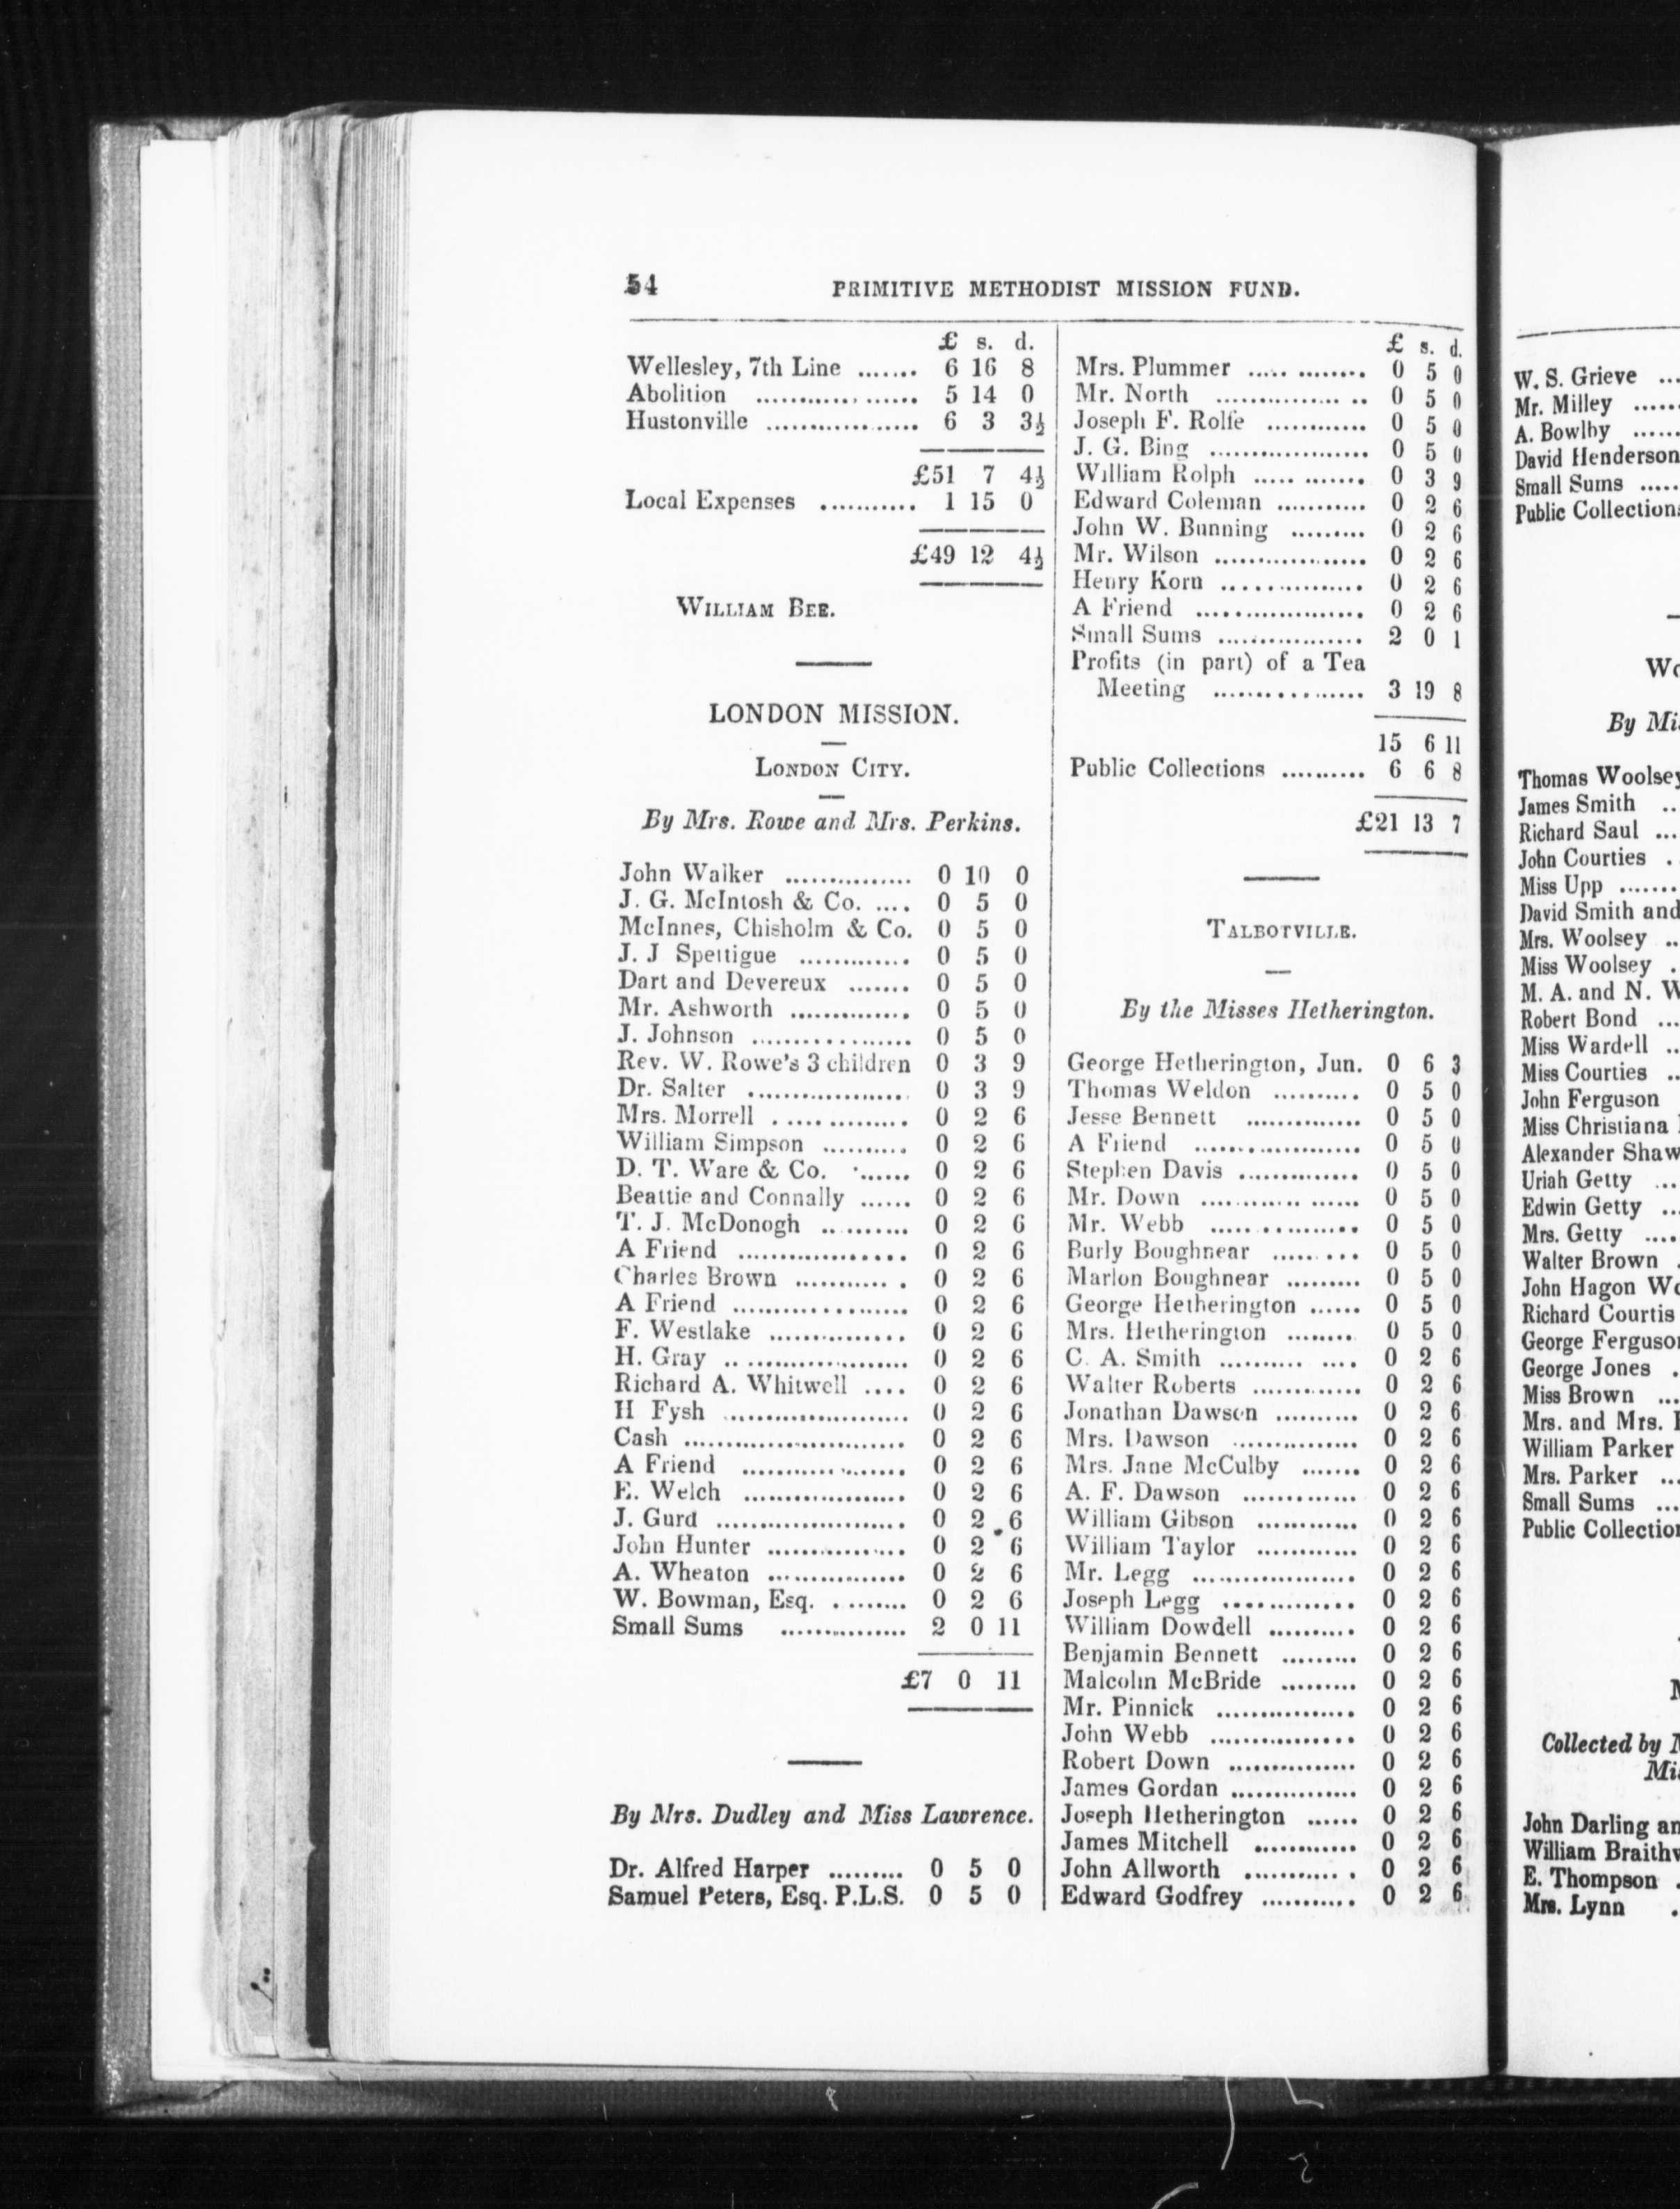 54 PRIMITIVE METHODIST MISSION FUND.
£ s. d.
Wellesley, 7th Line ....... 6 16 8
Abolition .................. 5 14 0
Hustonville .................. 6 3 3½
£51 7 4½
Local Expenses ........... 1 15 0
£49 12 4½
WILLIAM BEE.
LONDON MISSION.
LONDON CITY.
By Mrs. Rowe and Mrs. Perkins.
John Walker ............... 0 10 0
J. G. McIntosh & Co. .... 0 5 0
McInnes, Chisholm & Co. 0 5 0
J. J Spettigue ............. 0 5 0
Dart and Devereux ....... 0 5 0
Mr. Ashworth .............. 0 5 0
J. Johnson .................. 0 5 0
Rev. W. Rowe's 3 children 0 3 9
Dr. Salter .................. 0 3 9
Mrs. Morrell ............... 0 2 6
William Simpson .......... 0 2 6
D. T. Ware & Co. ...... 0 2 6
Beattie and Connally ...... 0 2 6
T. J. McDonogh .......... 0 2 6
A Friend ................. 0 2 6
Charles Brown ............ 0 2 6
A Friend .................. 0 2 6
F. Westlake ............... 0 2 6
H. Gray .................... 0 2 6
Richard A. Whitwell .... 0 2 6
H Fysh ..................... 0 2 6
Cash ......................... 0 2 6
A Friend .................. 0 2 6
E. Welch .................. 0 2 6
J. Gurd ...................... 0 2 6
John Hunter ................ 0 2 6
A. Wheaton ................ 0 2 6
W. Bowman, Esq. ......... 0 2 6
Small Sums ............... 2 0 11
£7 0 11
By Mrs. Dudley and Miss Lawrence.
Dr. Alfred Harper ......... 0 5 0
Samuel Peters, Esq. P.L.S. 0 5 0
£ s. d.
Mrs. Plummer ............. 0 5 0
Mr. North ................. 0 5 0
Joseph F. Rolfe ............ 0 5 0
J. G. Bing ................... 0 5 0
William Rolph ............ 0 3 9
Edward Coleman ........... 0 2 6
John W. Bunning ......... 0 2 6
Mr. Wilson .................. 0 2 6
Henry Korn ................ 0 2 6
A Friend ................... 0 2 6
Small Sums ................. 2 0 1
Profits (in part) of a Tea
Meeting ................. 3 19 8
15 6 11
Public Collections .......... 6 6 8
£21 13 7
TALBOTVILLE.
By the Misses Hetherington.
George Hetherington, Jun. 0 6 3
Thomas Weldon .......... 0 5 0
Jesse Bennett .............. 0 5 0
A Friend ................... 0 5 0
Stephen Davis .............. 0 5 0
Mr. Down .................. 0 5 0
Mr. Webb ................ 0 5 0
Burly Boughnear ......... 0 5 0
Marlon Boughnear ......... 0 5 0
George Hetherington ...... 0 5 0
Mrs. Hetherington ........ 0 5 0
C. A. Smith .............. 0 2 6
Walter Roberts ............. 0 2 6
Jonathan Dawson .......... 0 2 6
Mrs. Dawson ............... 0 2 6
Mrs. Jane McCulby ....... 0 2 6
A. F. Dawson ............. 0 2 6
William Gibson ............ 0 2 6
William Taylor ............ 0 2 6
Mr. Legg ................... 0 2 6
Joseph Legg .............. 0 2 6
William Dowdell .......... 0 2 6
Benjamin Bennett ......... 0 2 6
Malcolm McBride ......... 0 2 6
Mr. Pinnick ................ 0 2 6
John Webb ................ 0 2 6
Robert Down ............... 0 2 6
James Gordan ............... 0 2 6
Joseph Hetherington ...... 0 2 6
James Mitchell ............ 0 2 6
John Allworth ............ 0 2 6
Edward Godfrey ........... 0 2 6
W. S. Grieve ...
Mr. Milley ......
A. Bowlby ......
David Henderson
Small Sums .....
Public Collection
By
Thomas Woolsey
James Smith ..
Richard Saul ...
John Courties .
Miss Upp .......
David Smith and
Mrs. Woolsey ..
Miss Woolsey .
M. A. and N. W
Robert Bond ...
Miss Wardell ..
Miss Courties ..
John Ferguson
Miss Christiana
Alexander Shaw
Uriah Getty ...
Edwin Getty ...
Mrs. Getty ....
Walter Brown .
John Hagon
Richard Courtis
George Ferguson
George Jones .
Miss Brown ...
Mrs. and Mrs.
William Parker
Mrs. Parker ...
Small Sums ...
Public Collection
Collected by
John Darling
William
E. Thompson .
Mrs. Lynn .